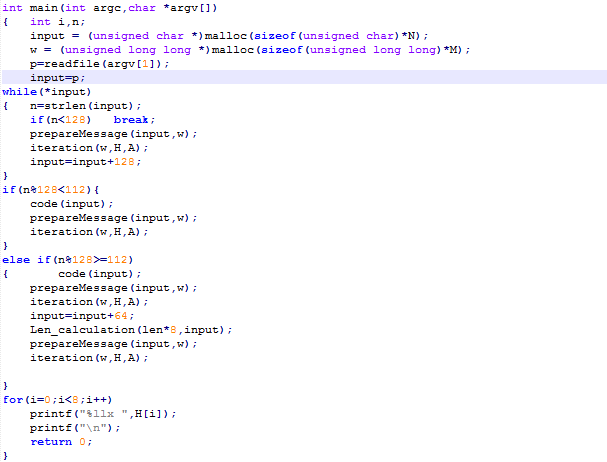 int main(int argc,char *argv[])
{   int i,n;
    input = (unsigned char *)malloc(sizeof(unsigned char)*N);
    w = (unsigned long long *)malloc(sizeof(unsigned long long)*M);
    p=readfile(argv[1]);
    input=p;
while(*input)
{   n=strlen(input);
    if(n<128)   break;
    prepareMessage(input,w);
    iteration(w,H,A);
    input=input+128;
}
if(n%128<112){
    code(input);
    prepareMessage(input,w);
    iteration(w,H,A);
}
else if(n%128>=112)
{       code(input);
    prepareMessage(input,w);
    iteration(w,H,A);
    input=input+64;
    Len_calculation(len*8,input);
    prepareMessage(input,w);
    iteration(w,H,A);

}
for(i=0;i<8;i++)
    printf("%llx ",H[i]);
    printf("\n");
    return 0;
}